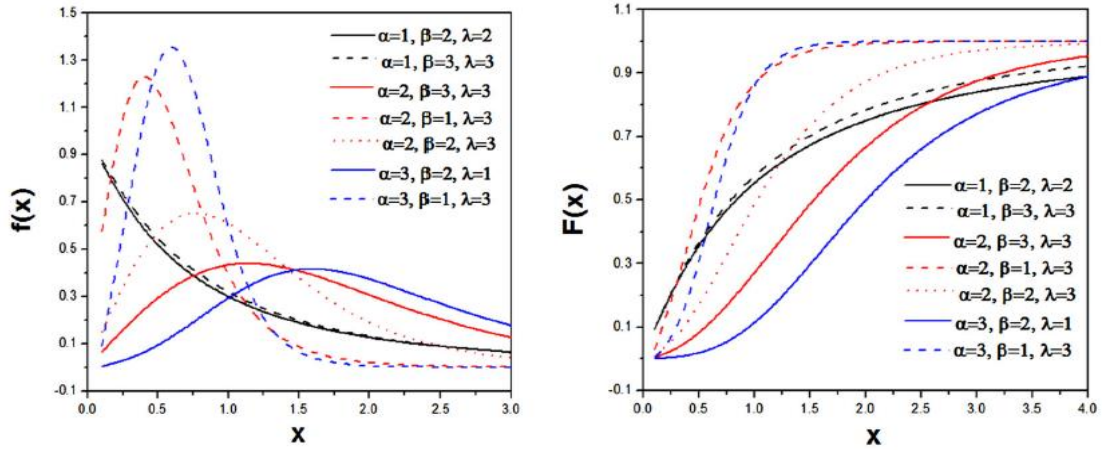 1.5
1.3
1.1
0.9
0.7
0.5
0.3
0.1
-0.1
f(x)
0.0 0.5 1.0 1.5 2.0 2.5 3.0
x
α=1, β=2, λ=2
α=1, β=3, λ=3
α=2, β=3, λ=3
α=2, β=1, λ=3
α=2, β=2, λ=3
α=3, β=2, λ=1
α=3, β=1, λ=3
1.1
0.9
0.7
0.5
0.3
0.1
-0.1
F(x)
0.0 0.5 1.0 1.5 2.0 2.5 3.0 3.5 4.0
x
α=1, β=2, λ=2
α=1, β=3, λ=3
α=2, β=3, λ=3
α=2, β=1, λ=3
α=2, β=2, λ=3
α=3, β=2, λ=1
α=3, β=1, λ=3